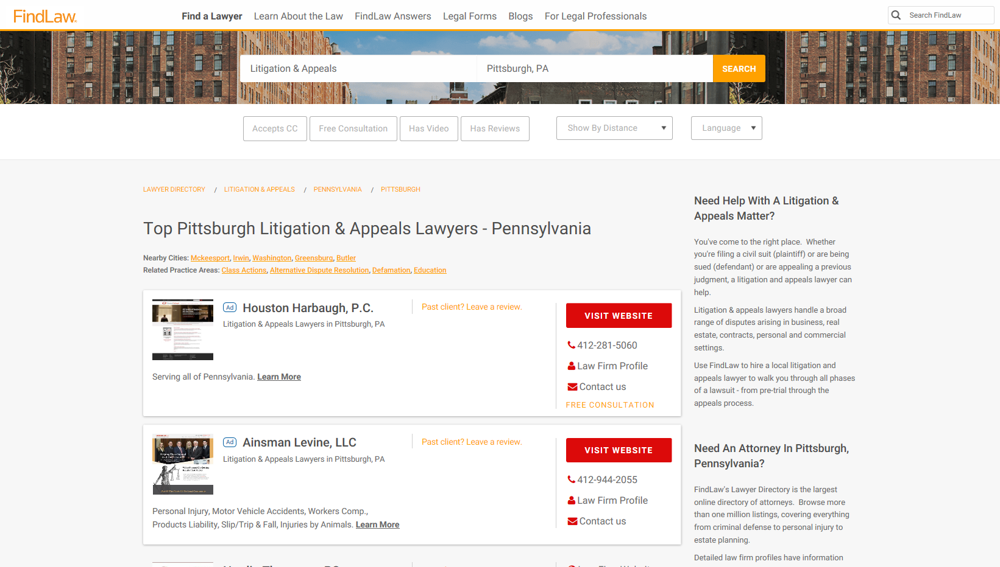 FindLaw
Find a Lawyer Learn About the Law FindLaw Answers Legal Forms Blogs For Legal Professionals
Search FindLaw
Litigation & Appeals Pittsburgh, PA SEARCH
Accepts CC Free Consultation Has Video Has Reviews Show By Distance Language
LAWYER DIRECTORY / LITIGATION & APPEALS / PENNSYLVANIA / PITTSBURGH
Top Pittsburgh Litigation & Appeals Lawyers - Pennsylvania
Nearby Cities: Mckeesport, Irwin, Washington, Greensburg, Butler
Related Practice Areas: Class Actions, Alternative Dispute Resolution, Defamation, Education
Ad Houston Harbaugh, P.C.
Litigation & Appeals Lawyers in Pittsburgh, PA
Serving all of Pennsylvania. Learn More
Past client? Leave a review.
VISIT WEBSITE
412-281-5060
Law Firm Profile
Contact us
FREE CONSULTATION
Ad Ainsman Levine, LLC
Litigation & Appeals Lawyers in Pittsburgh, PA
Personal Injury, Motor Vehicle Accidents, Workers Comp.,
Products Liability, Slip/Trip & Fall, Injuries by Animals. Learn More
Past client? Leave a review.
VISIT WEBSITE
412-944-2055
Law Firm Profile
Contact us
Need Help With A Litigation &
Appeals Matter?
You've come to the right place. Whether
you're filing a civil suit (plaintiff) or are being
sued (defendant) or are appealing a previous
judgment, a litigation and appeals lawyer can
help.
Litigation & appeals lawyers handle a broad
range of disputes arising in business, real
estate, contracts, personal and commercial
settings.
Use FindLaw to hire a local litigation and
appeals lawyer to walk you through all phases
of a lawsuit - from pre-trial through the
appeals process.
Need An Attorney In Pittsburgh,
Pennsylvania?
FindLaw's Lawyer Directory is the largest
online directory of attorneys. Browse more
than one million listings, covering everything
from criminal defense to personal injury to
estate planning.
Detailed law firm profiles have information